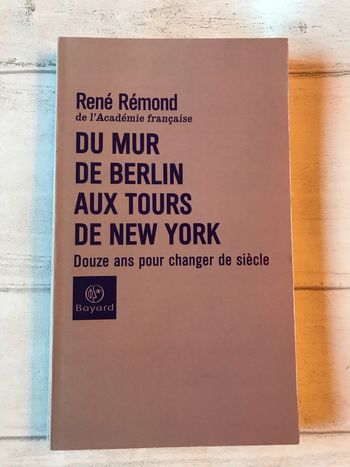 René Rémond
de l'Académie française
DU MUR
DE BERLIN
AUX TOURS
DE NEW YORK
Douze ans pour changer de siècle
Bayard